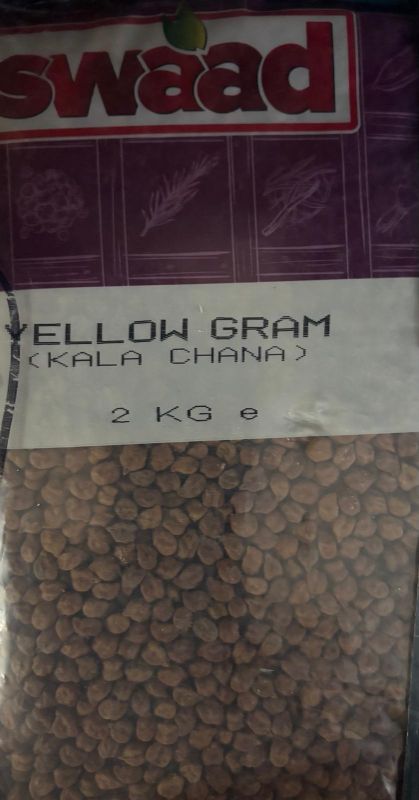 swaad
YELLOW GRAM
(KALA CHANA)
2 KG e